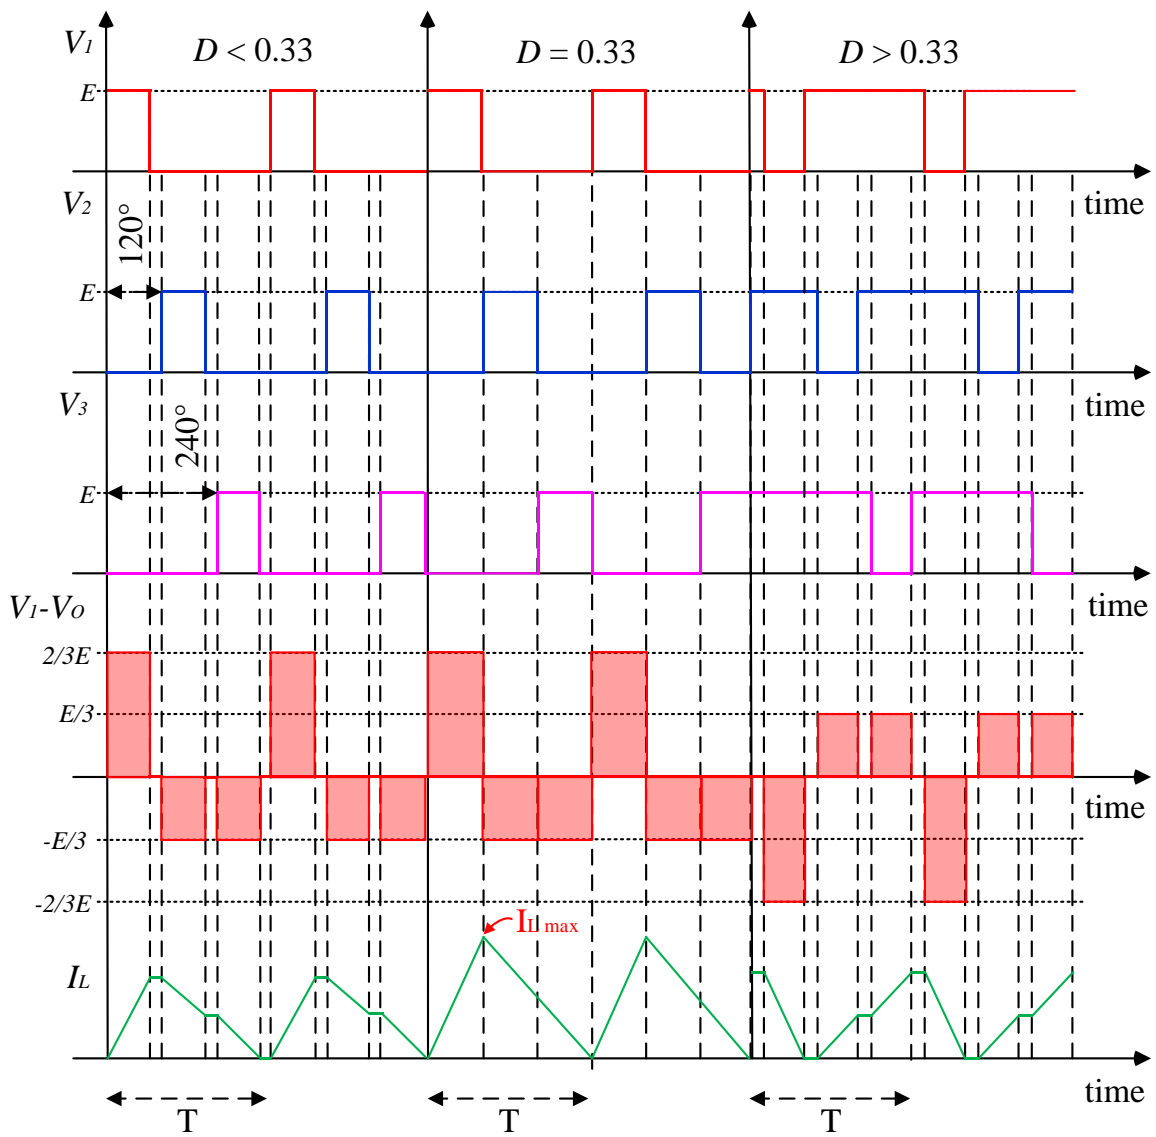 V1
D < 0.33
D = 0.33
D > 0.33
E
time
V2
120°
E
time
V3
240°
E
time
V1-VO
2/3E
E/3
time
-E/3
-2/3E
IL max
IL
time
T
T
T